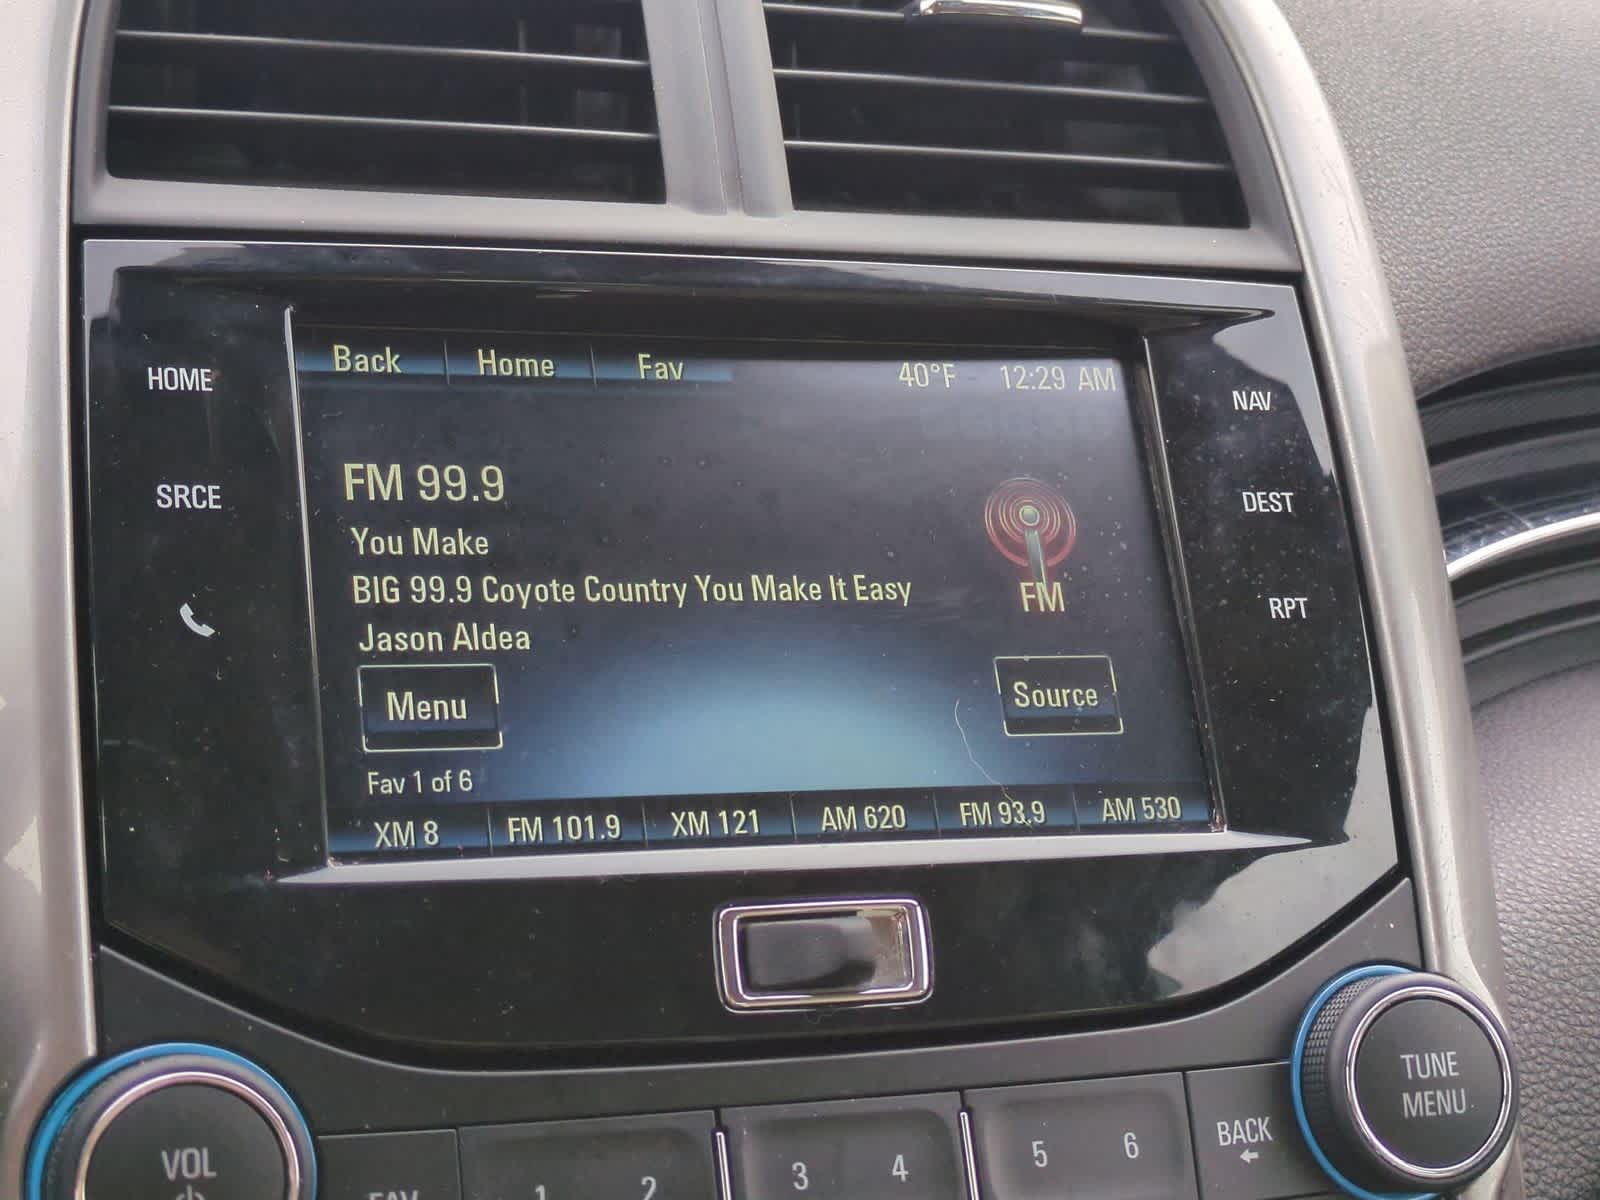 Back Home Fav 40°F 12:29 AM
HOME
NAV
FM 99.9
SRCE
DEST
You Make
BIG 99.9 Coyote Country You Make It Easy
FM
RPT
Jason Aldea
Menu
Source
Fav 1 of 6
XM 8 FM 101.9 XM 121 AM 620 FM 93.9 AM 530
TUNE
MENU
BACK
VOL
FAV 1 2 3 4 5 6